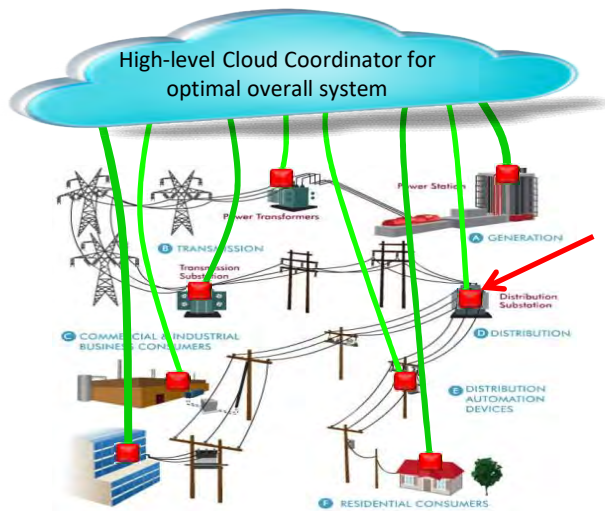 High-level Cloud Coordinator for
optimal overall system
Power Station
Power Transformers
A GENERATION
B TRANSMISSION
Transmission
Substation
Distribution
Substation
C COMMERCIAL & INDUSTRIAL
BUSINESS CONSUMERS
D DISTRIBUTION
E DISTRIBUTION
AUTOMATION
DEVICES
F RESIDENTIAL CONSUMERS